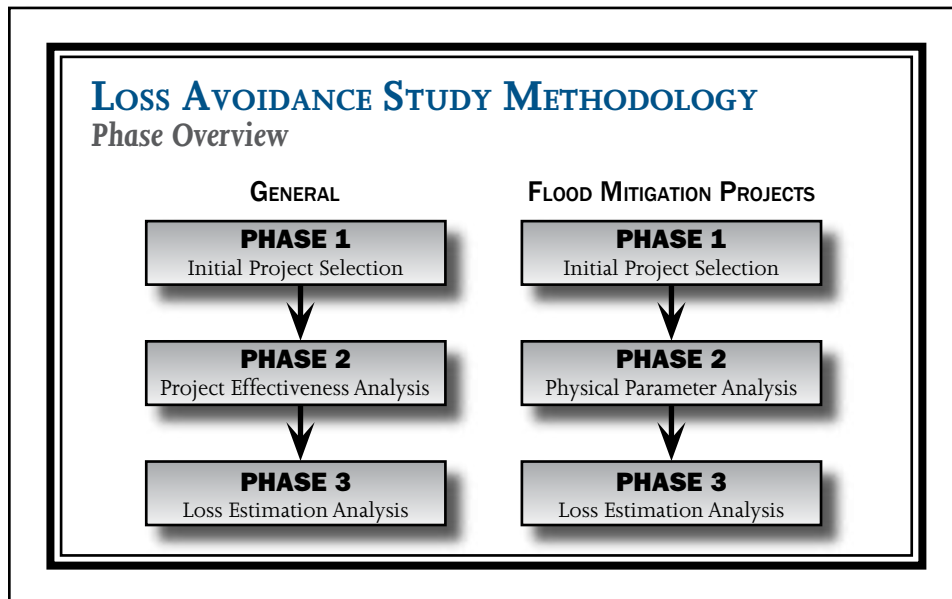 Loss Avoidance Study Methodology
Phase Overview
General
PHASE 1
Initial Project Selection
PHASE 2
Project Effectiveness Analysis
PHASE 3
Loss Estimation Analysis
Flood Mitigation Projects
PHASE 1
Initial Project Selection
PHASE 2
Physical Parameter Analysis
PHASE 3
Loss Estimation Analysis